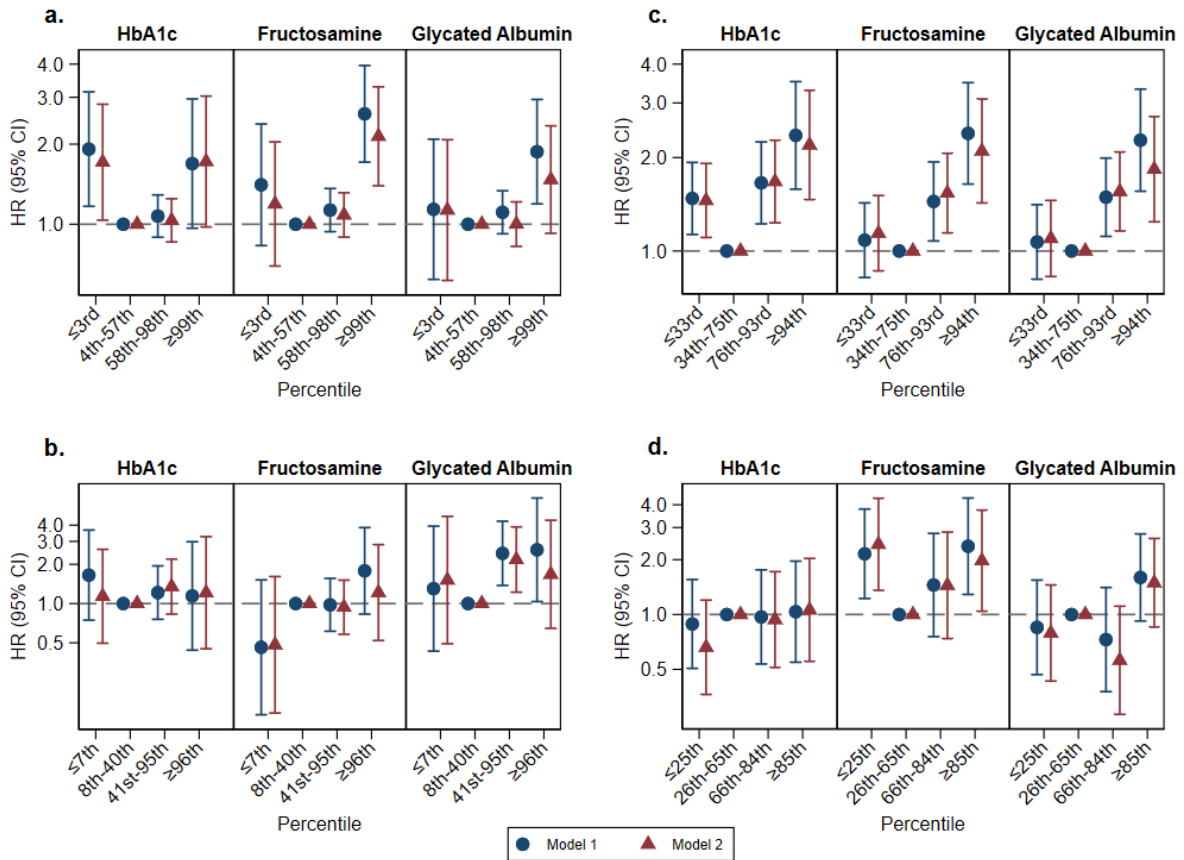 a.
HbA1c Fructosamine Glycated Albumin
HR (95% CI)
4.0
3.0
2.0
1.0
≤3rd 4th-57th 58th-98th ≥99th ≤3rd 4th-57th 58th-98th ≥99th ≤3rd 4th-57th 58th-98th ≥99th
Percentile
c.
HbA1c Fructosamine Glycated Albumin
HR (95% CI)
4.0
3.0
2.0
1.0
≤33rd 34th-75th 76th-93rd ≥94th ≤33rd 34th-75th 76th-93rd ≥94th ≤33rd 34th-75th 76th-93rd ≥94th
Percentile
b.
HbA1c Fructosamine Glycated Albumin
HR (95% CI)
4.0
3.0
2.0
1.0
0.5
≤7th 8th-40th 41st-95th ≥96th ≤7th 8th-40th 41st-95th ≥96th ≤7th 8th-40th 41st-95th ≥96th
Percentile
d.
HbA1c Fructosamine Glycated Albumin
HR (95% CI)
4.0
3.0
2.0
1.0
0.5
≤25th 26th-65th 66th-84th ≥85th ≤25th 26th-65th 66th-84th ≥85th ≤25th 26th-65th 66th-84th ≥85th
Percentile
Model 1 Model 2